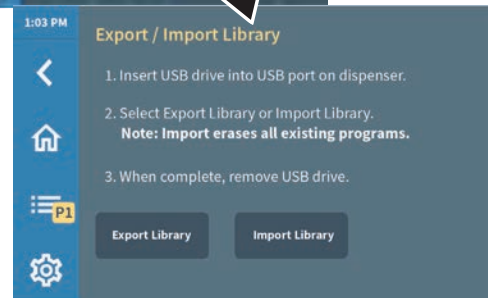 1:03 PM
Export / Import Library
1. Insert USB drive into USB port on dispenser.
2. Select Export Library or Import Library.
Note: Import erases all existing programs.
3. When complete, remove USB drive.
P1
Export Library
Import Library